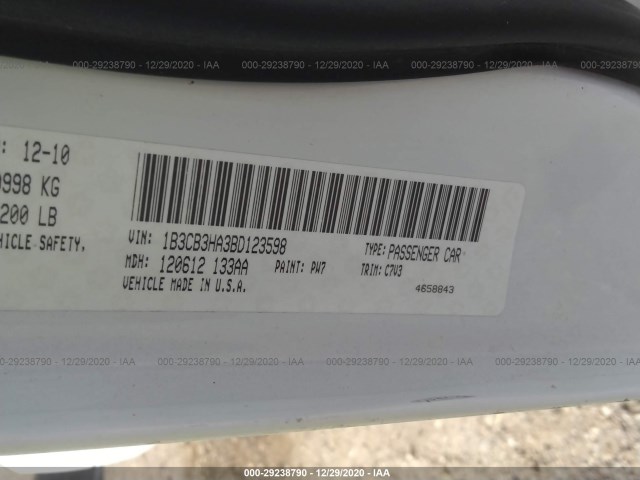 000-29238790 - 12/29/2020 - IAA 000-29238790 - 12/29/2020 - IAA 000-29238790 - 12/29/2020 - IAA 000-29238790 - 12/29/2020 - IAA
: 12-10
998 KG
200 LB
HICLE SAFETY.
VIN: 1B3CB3HA3BD123598 TYPE: PASSENGER CAR
MDH: 120612 133AA PAINT: PW7 TRIM: C7V3
VEHICLE MADE IN U.S.A. 4658843
000-29238790 - 12/29/2020 - IAA 000-29238790 - 12/29/2020 - IAA 000-29238790 - 12/29/2020 - IAA 000-29238790 - 12/29/2020 - IAA
000-29238790 - 12/29/2020 - IAA